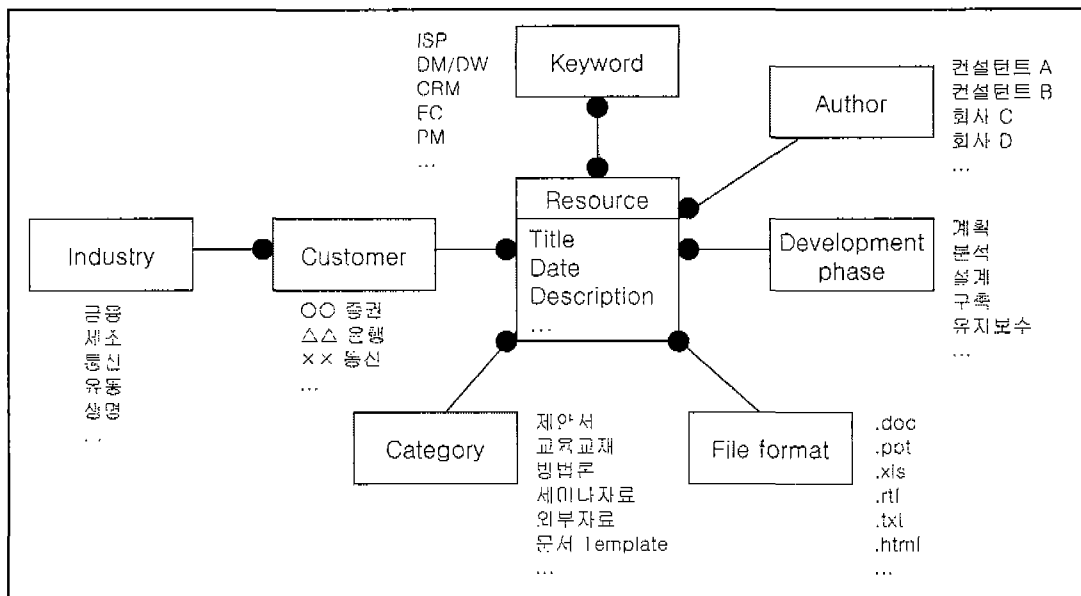 ISP
DM/DW
CRM
EC
PM
...
Keyword
Author
컨설턴트 A
컨설턴트 B
회사 C
회사 D
...
Industry
금융
제조
통신
유통
생명
...
Customer
○○ 증권
△△ 은행
×× 통신
...
Resource
Title
Date
Description
...
Development
phase
계획
분석
설계
구축
유지보수
...
Category
제안서
교육교재
방법론
세미나자료
외부자료
문서 Template
...
File format
.doc
.ppt
.xls
.rtf
.txt
.html
...